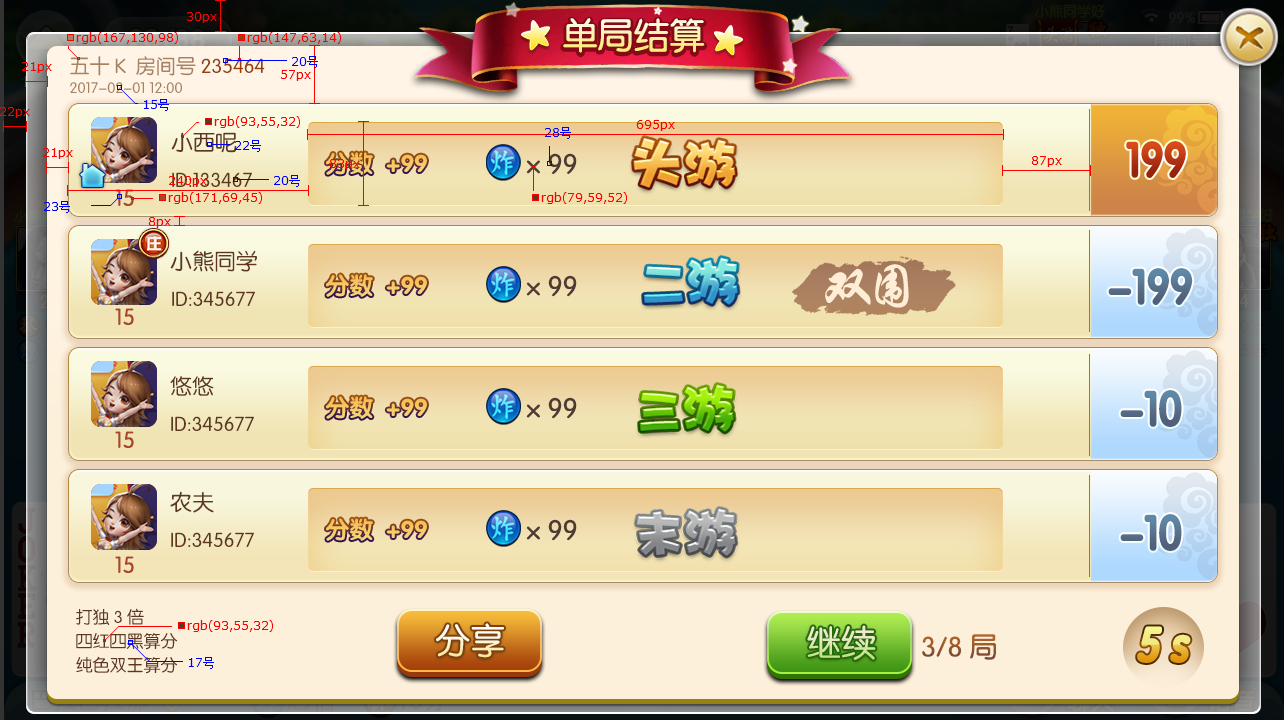 30px
rgb(167,130,98)
rgb(147,63,14)
单局结算
小熊同学好
99%
21px
五十K 房间号 235464
20号
57px
2017-09-01 12:00
15号
22px
rgb(93,55,32)
695px
28号
小西呢
22号
21px
分数 +99
炸 × 99
头游
87px
199
ID:123467
20号
15
rgb(171,69,45)
rgb(79,59,52)
23号
8px
庄
小熊同学
ID:345677
15
分数 +99
炸 × 99
二游
双围
-199
悠悠
ID:345677
15
分数 +99
炸 × 99
三游
-10
农夫
ID:345677
15
分数 +99
炸 × 99
末游
-10
打独 3 倍
rgb(93,55,32)
四红四黑算分
纯色双王算分
17号
分享
继续
3/8 局
5s